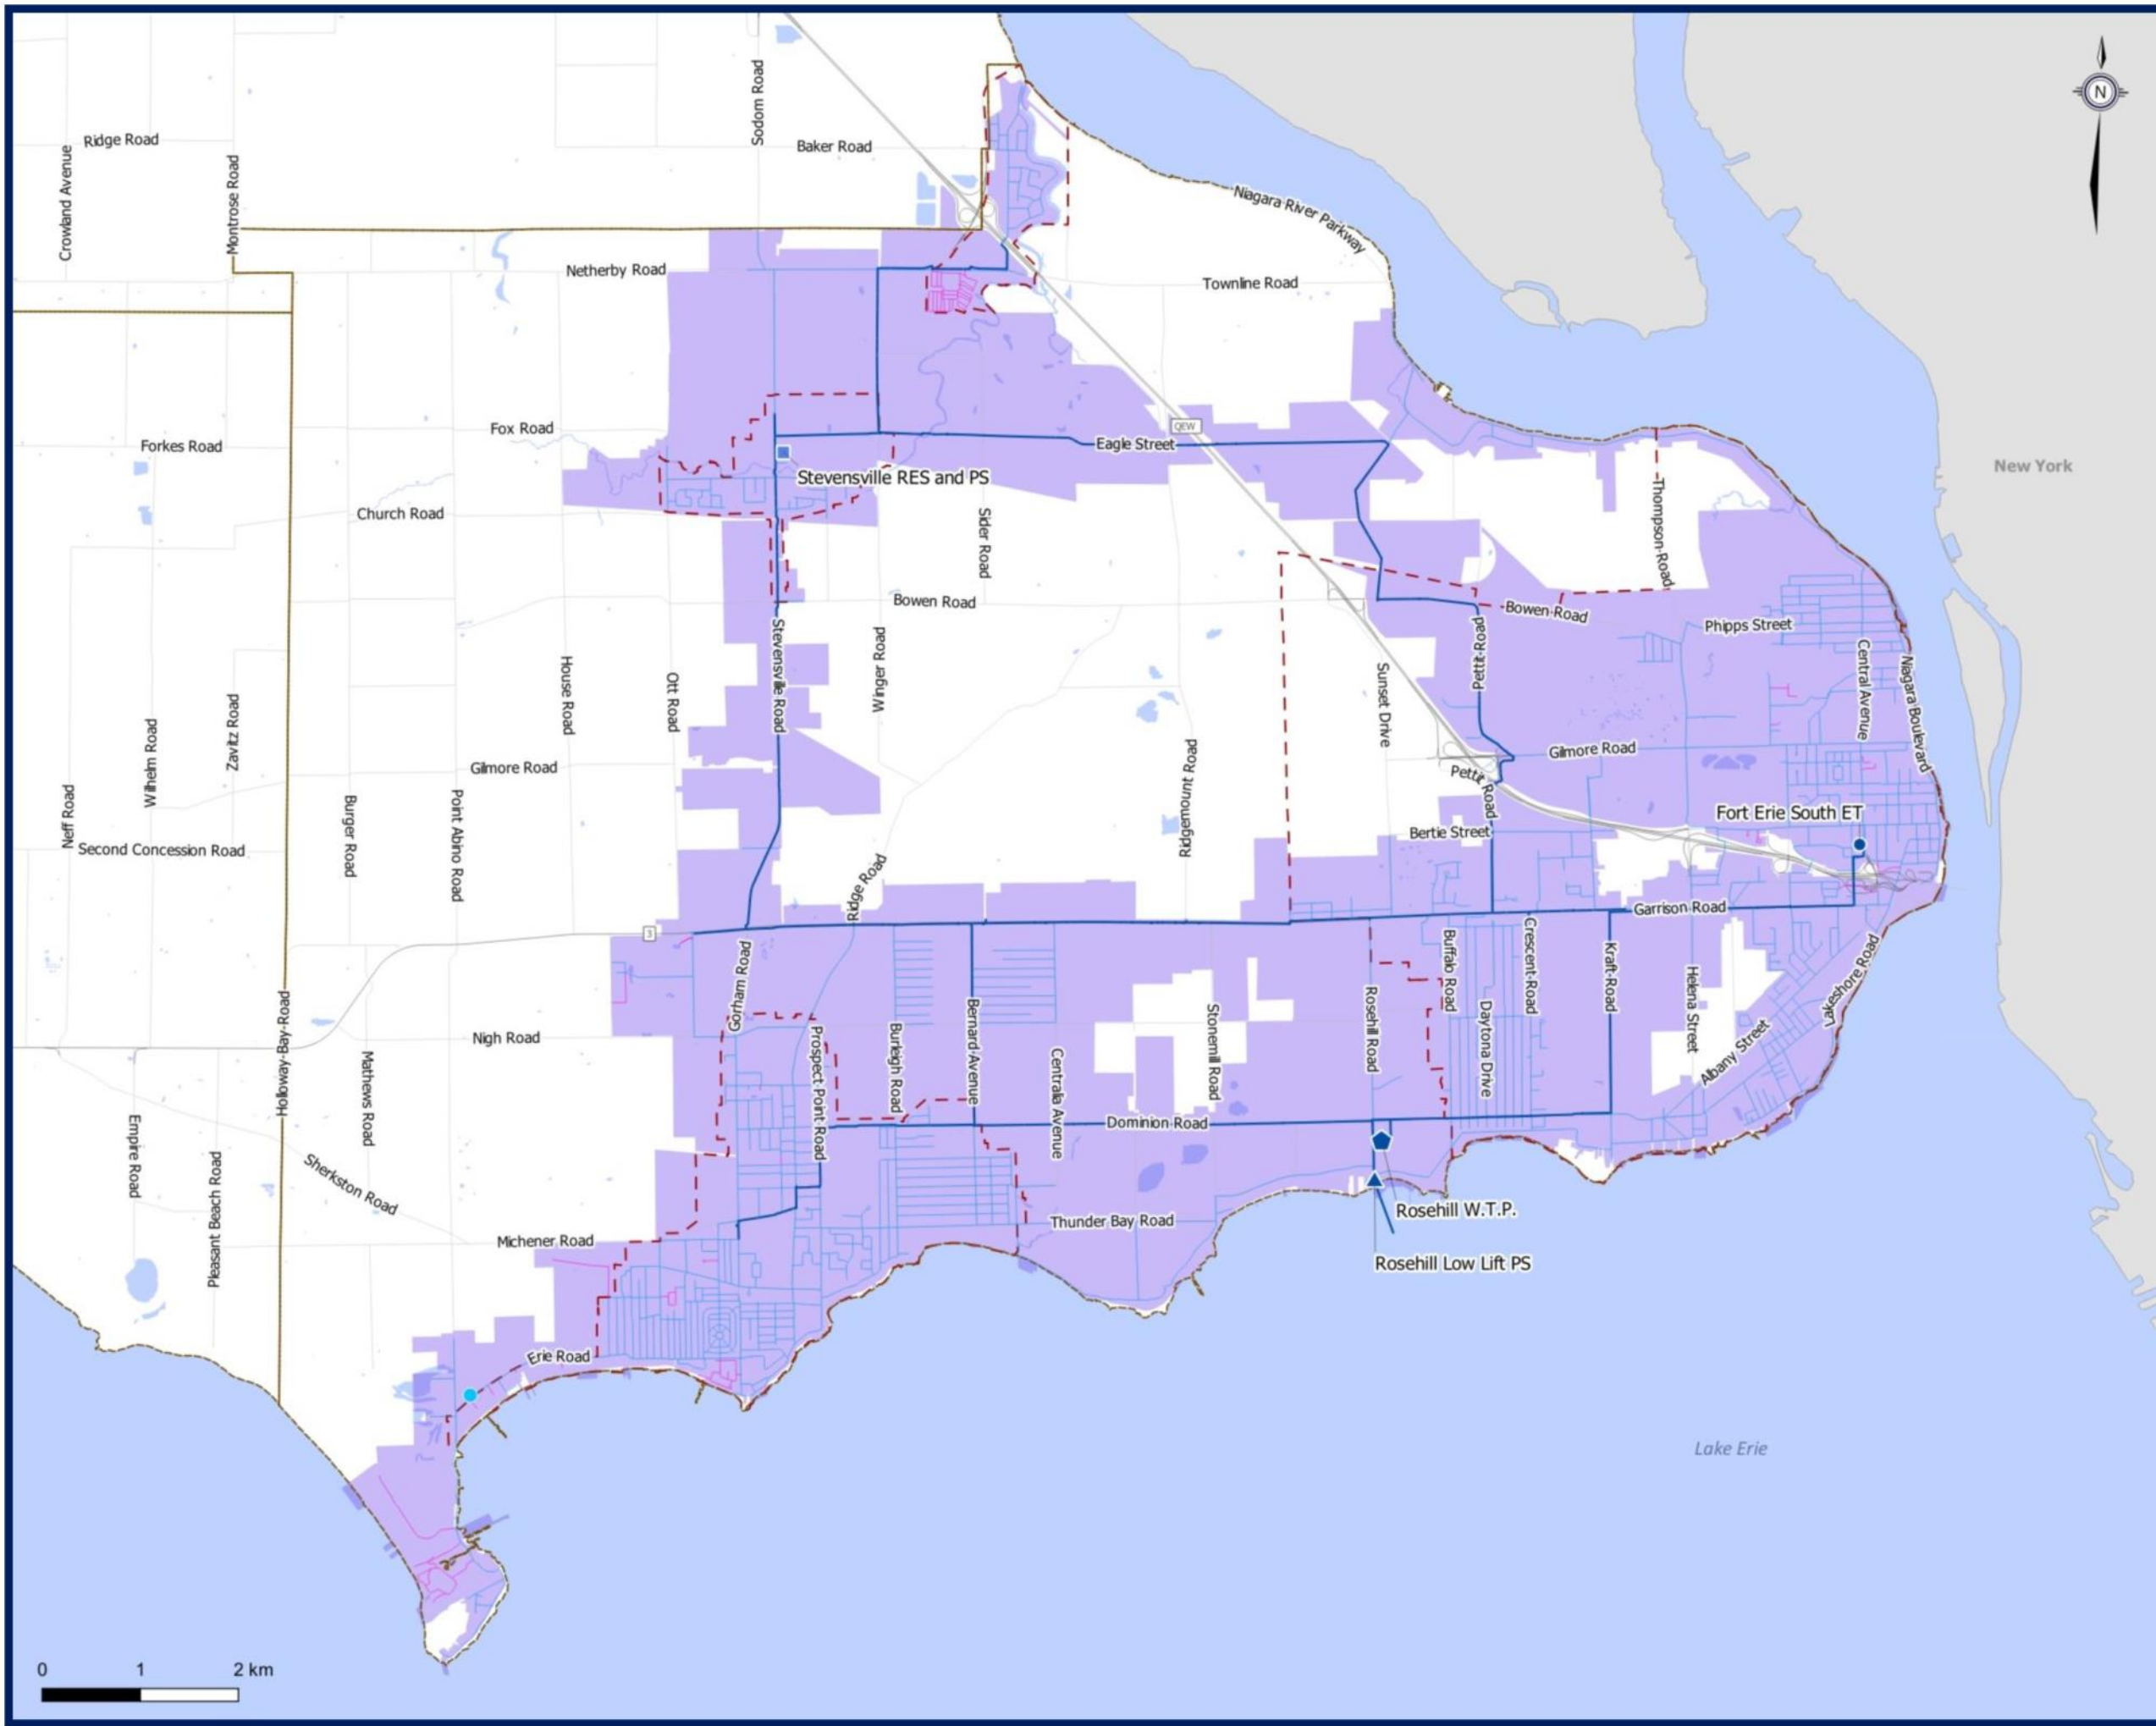 Sodom Road
Ridge Road
Baker Road
N
Crowland Avenue
Montrose Road
Niagara River Parkway
Netherby Road
Townline Road
QEW
Fox Road
Eagle Street
Forkes Road
New York
Stevensville RES and PS
Church Road
Sider Road
Thompson Road
Bowen Road
Bowen Road
Phipps Street
Stevensville Road
Winger Road
House Road
Ott Road
Sunset Drive
Pettit Road
Central Avenue
Niagara Boulevard
Wilhelm Road
Zavitz Road
Gilmore Road
Gilmore Road
Ridgemount Road
Pettit Road
Neff Road
Burger Road
Point Abino Road
Fort Erie South ET
Second Concession Road
Bertie Street
Ridge Road
Garrison Road
3
Gorham Road
Buffalo Road
Crescent Road
Kraft Road
Helena Street
Lakeshore Road
Holloway Bay Road
Nigh Road
Prospect Point Road
Burleigh Road
Bernard Avenue
Centralia Avenue
Stonemill Road
Rosehill Road
Daytona Drive
Albany Street
Mathews Road
Dominion Road
Empire Road
Pleasant Beach Road
Sherkston Road
Rosehill W.T.P.
Thunder Bay Road
Michener Road
Rosehill Low Lift PS
Erie Road
Lake Erie
0 1 2 km